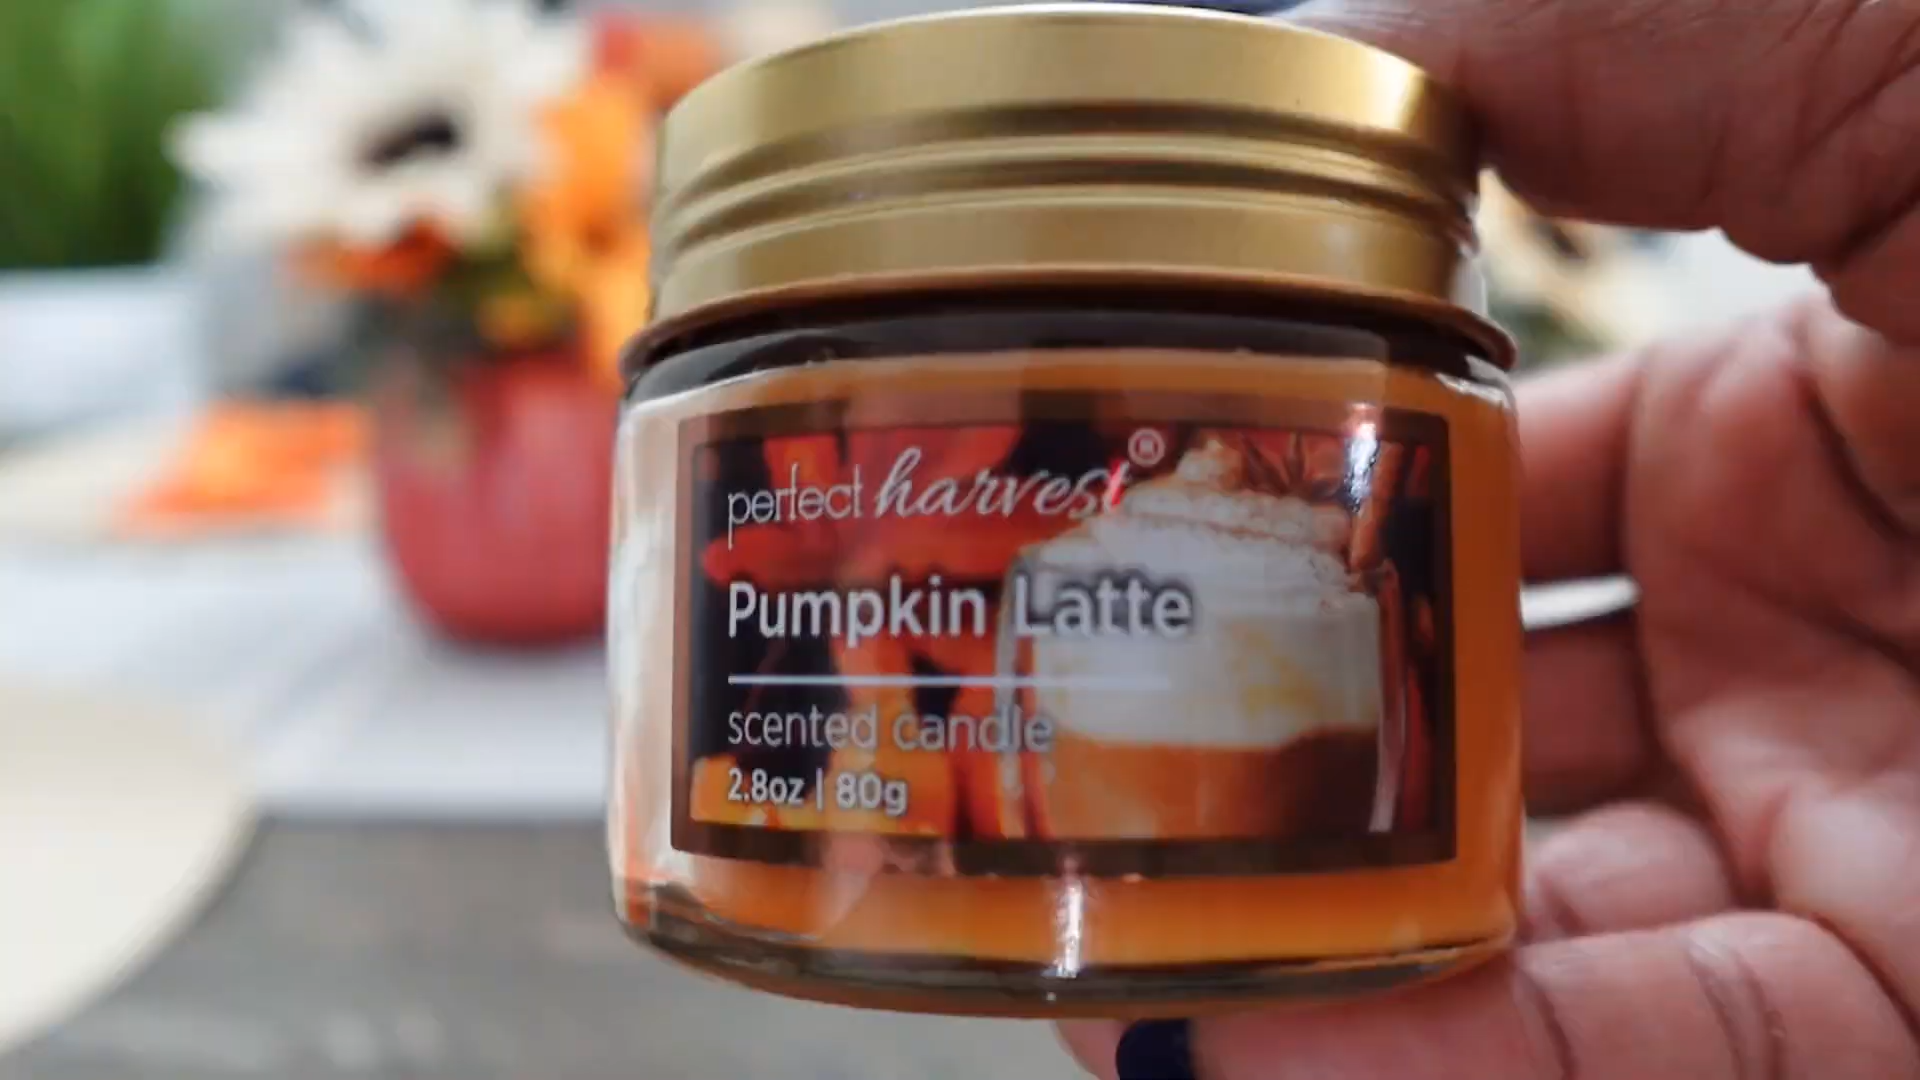 perfect harvest®
Pumpkin Latte
scented candle
2.8oz | 80g